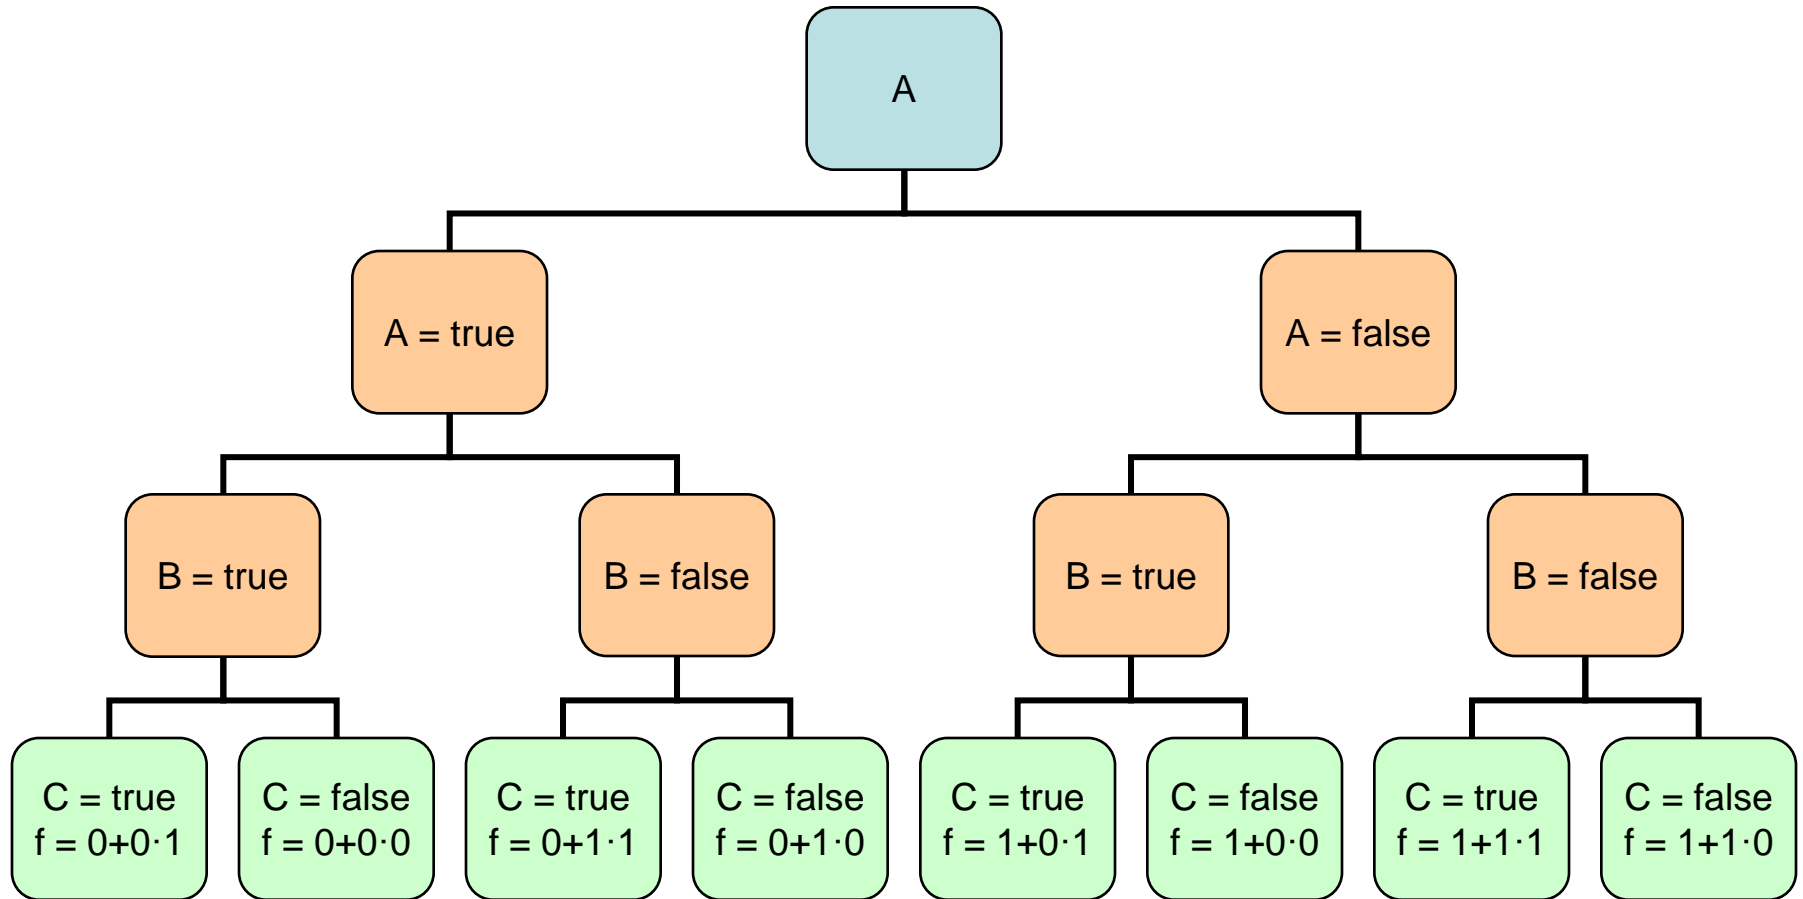 A
A = true
A = false
B = true
B = false
B = true
B = false
C = true
f = 0+0·1
C = false
f = 0+0·0
C = true
f = 0+1·1
C = false
f = 0+1·0
C = true
f = 1+0·1
C = false
f = 1+0·0
C = true
f = 1+1·1
C = false
f = 1+1·0